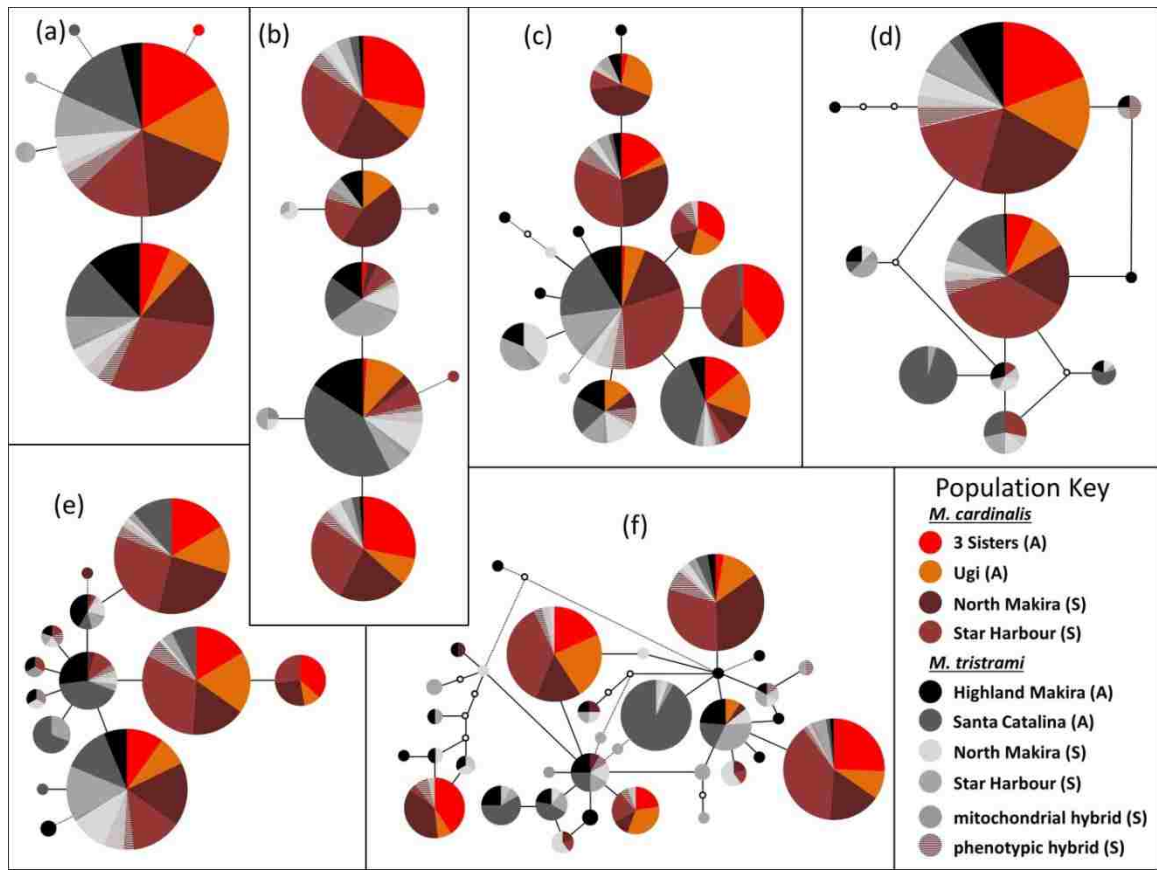 (a)
(b)
(c)
(d)
(e)
(f)
Population Key
M. cardinalis
3 Sisters (A)
Ugi (A)
North Makira (S)
Star Harbour (S)
M. tristrami
Highland Makira (A)
Santa Catalina (A)
North Makira (S)
Star Harbour (S)
mitochondrial hybrid (S)
phenotypic hybrid (S)